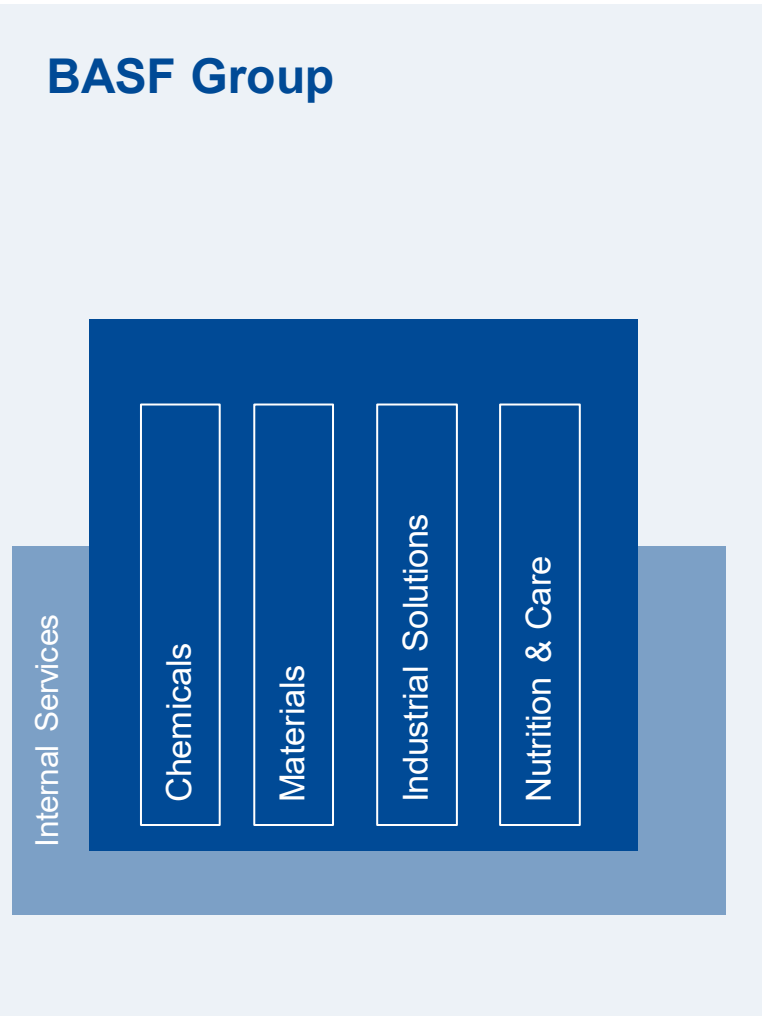 BASF Group
Internal Services
Chemicals
Materials
Industrial Solutions
Nutrition & Care